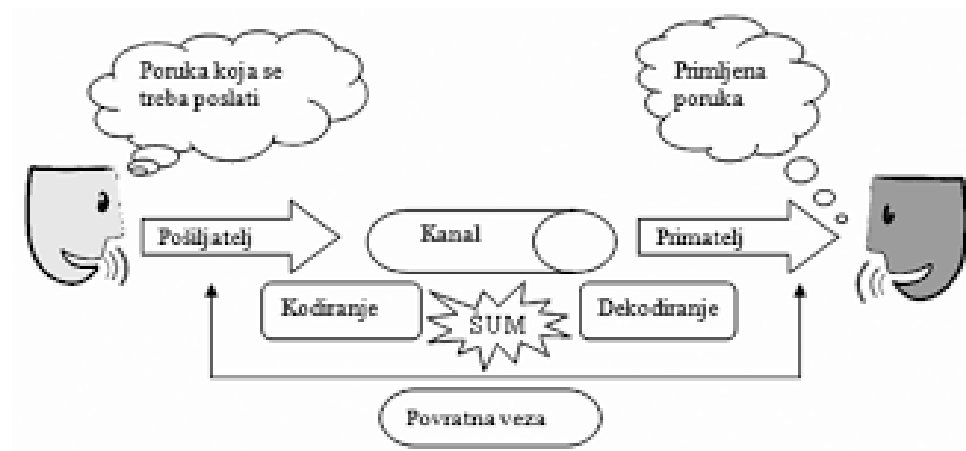 Poruka koja se
treba poslati
Primljena
poruka
Pošiljatelj
Kanal
Primatelj
Kodiranje
SUM
Dekodiranje
Povratna veza